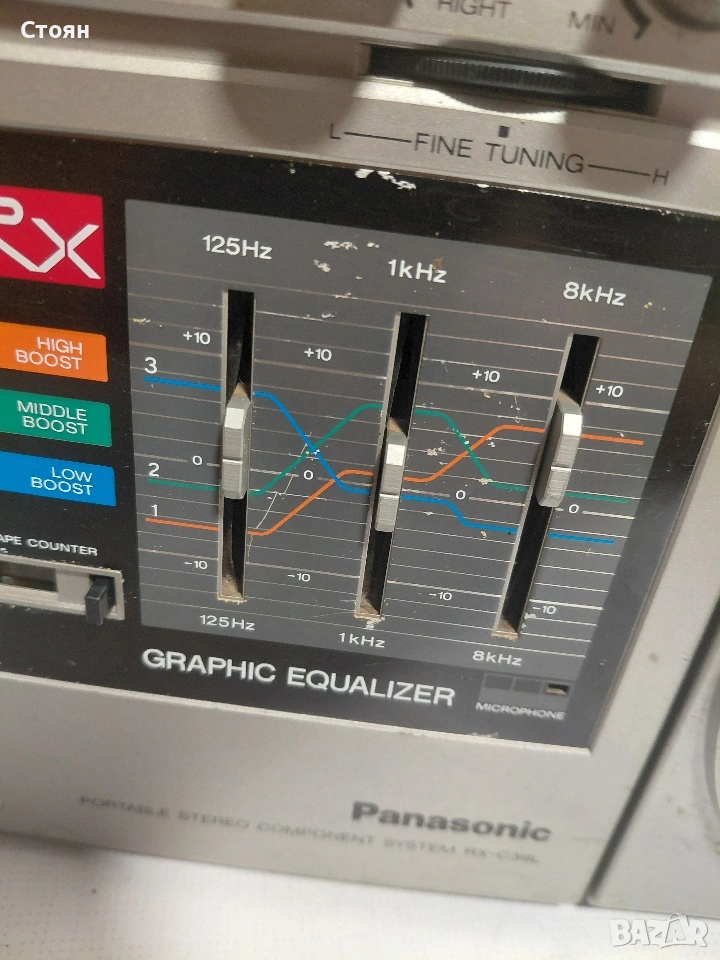 Стоян
RIGHT
MIN
L FINE TUNING H
RX
125Hz
1kHz
8kHz
HIGH
BOOST
MIDDLE
BOOST
LOW
BOOST
3
2
1
+10
+10
+10
+10
0
0
0
0
-10
-10
-10
-10
TAPE COUNTER
125Hz
1kHz
8kHz
GRAPHIC EQUALIZER
MICROPHONE
Panasonic
PORTABLE STEREO COMPONENT SYSTEM
BAZAR